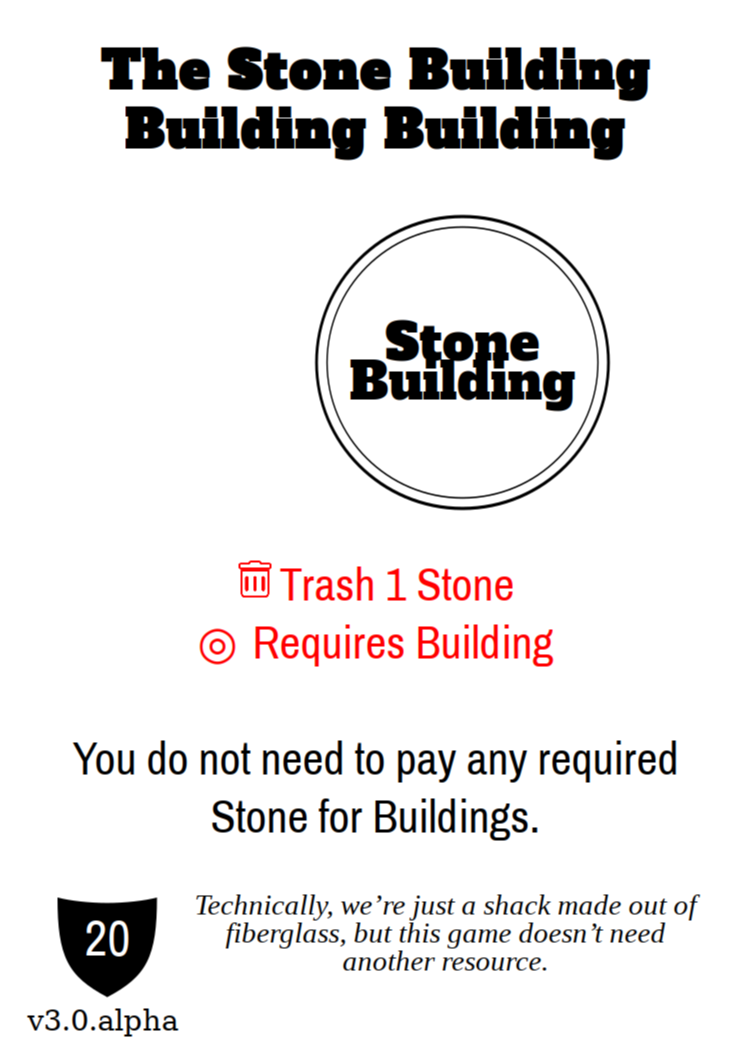 The Stone Building
Building Building
Stone
Building
Trash 1 Stone
Requires Building
You do not need to pay any required
Stone for Buildings.
Technically, we’re just a shack made out of
fiberglass, but this game doesn’t need
another resource.
20
v3.0.alpha